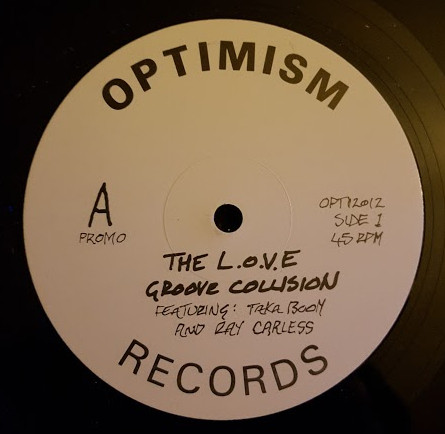 OPTIMISM
A
PROMO
OPT12012
SIDE 1
45 RPM
THE L.O.V.E
GROOVE COLLISION
FEATURING: TAKA BOOM
AND RAY CARLESS
RECORDS